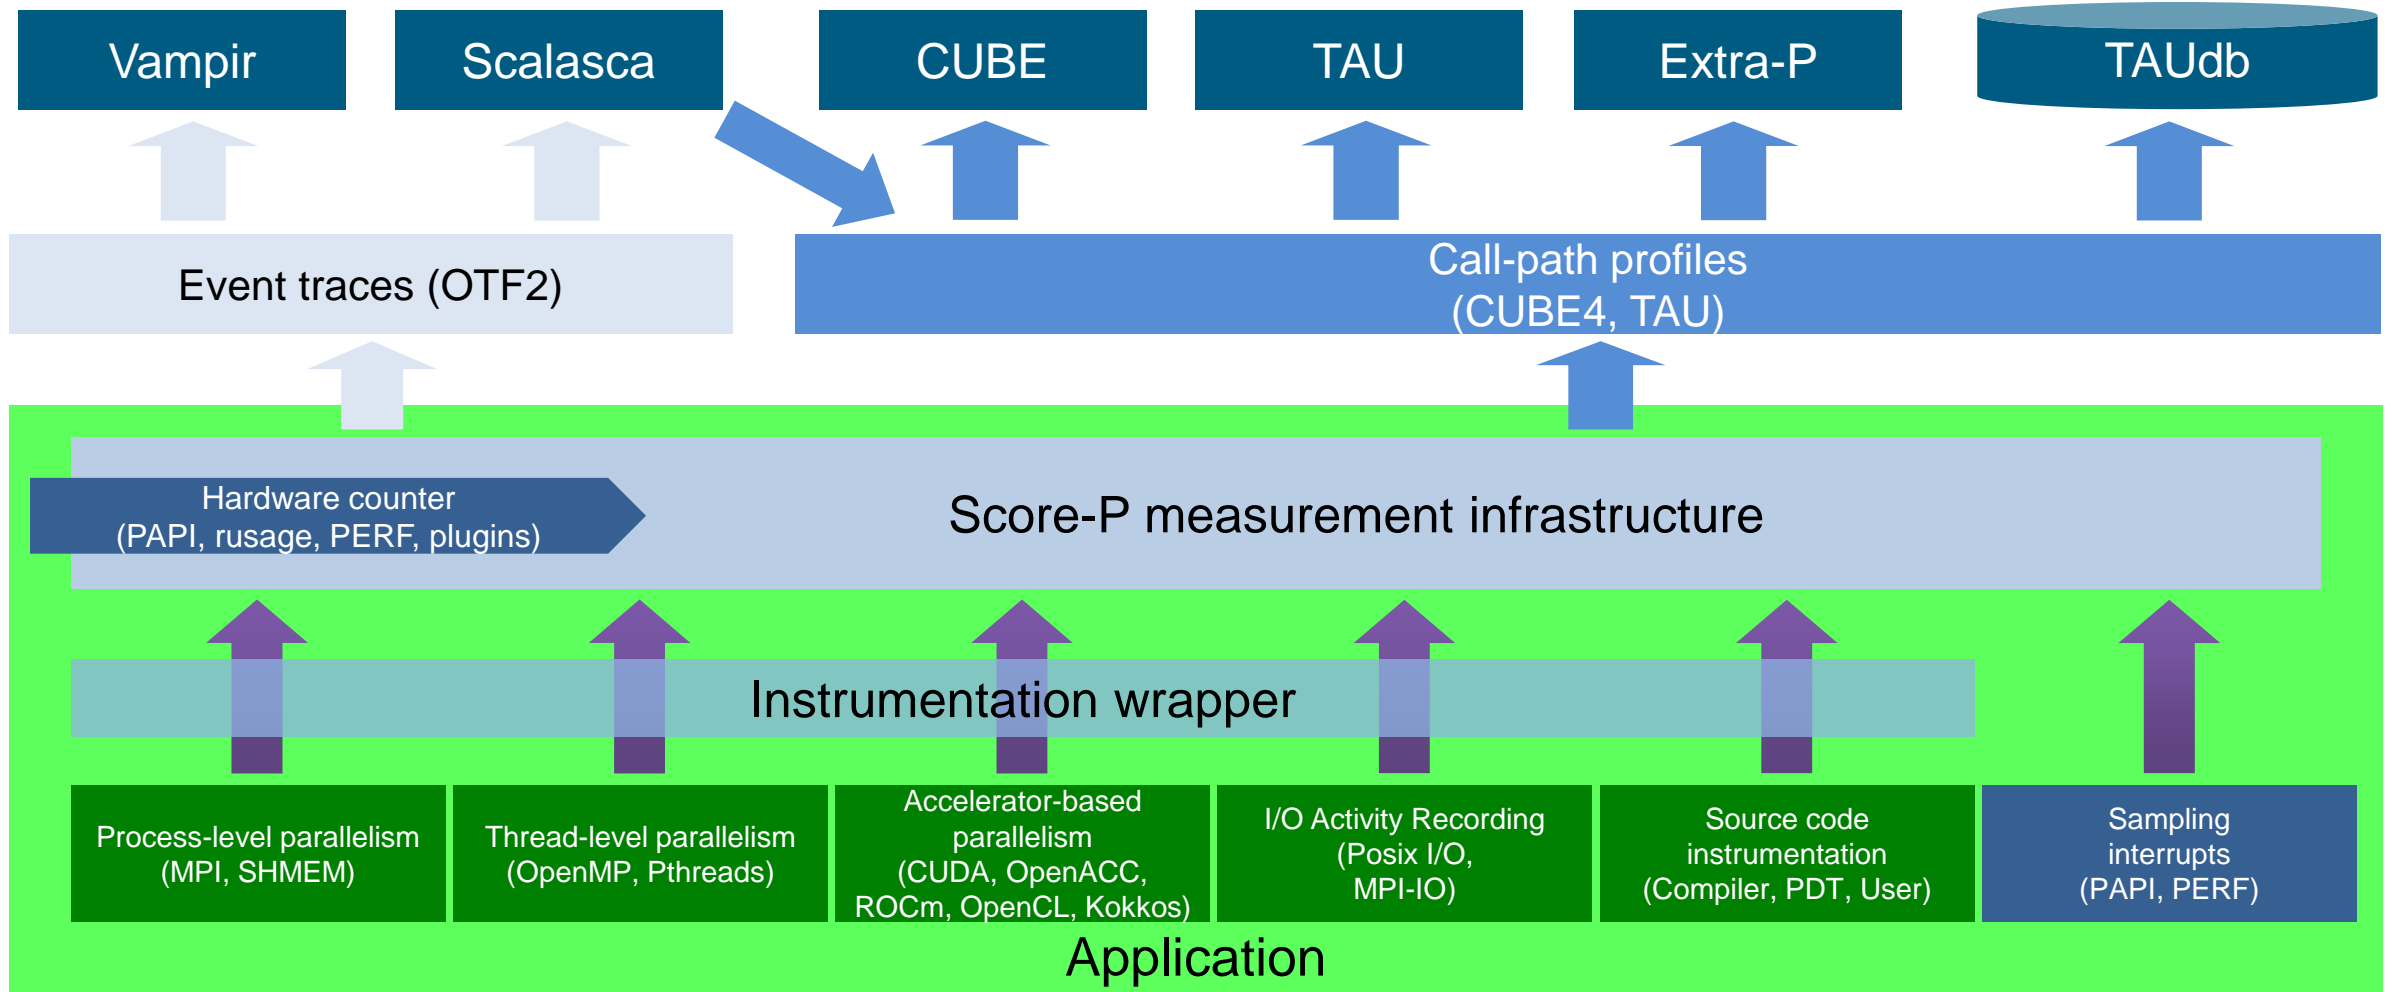 Vampir
Scalasca
CUBE
TAU
Extra-P
TAUdb
Event traces (OTF2)
Call-path profiles
(CUBE4, TAU)
Hardware counter
(PAPI, rusage, PERF, plugins)
Score-P measurement infrastructure
Instrumentation wrapper
Process-level parallelism
(MPI, SHMEM)
Thread-level parallelism
(OpenMP, Pthreads)
Accelerator-based
parallelism
(CUDA, OpenACC,
ROCm, OpenCL, Kokkos)
I/O Activity Recording
(Posix I/O,
MPI-IO)
Source code
instrumentation
(Compiler, PDT, User)
Sampling
interrupts
(PAPI, PERF)
Application